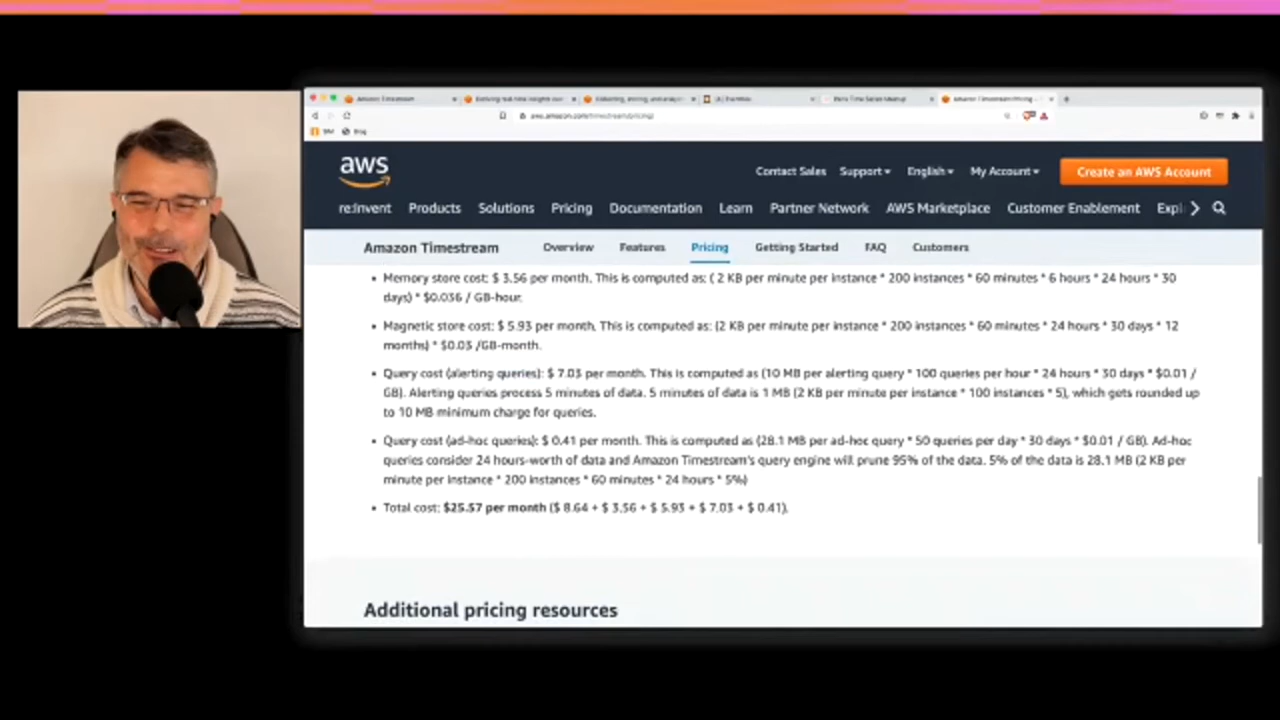 Amazon Timestream
aws.amazon.com/timestream/pricing/
aws
Contact Sales Support English My Account Create an AWS Account
re:Invent Products Solutions Pricing Documentation Learn Partner Network AWS Marketplace Customer Enablement Expl
Amazon Timestream Overview Features Pricing Getting Started FAQ Customers
• Memory store cost: $ 3.56 per month. This is computed as: ( 2 KB per minute per instance * 200 instances * 60 minutes * 6 hours * 24 hours * 30
days) * $0.036 / GB-hour.
• Magnetic store cost: $ 5.93 per month. This is computed as: (2 KB per minute per instance * 200 instances * 60 minutes * 24 hours * 30 days * 12
months) * $0.03 /GB-month.
• Query cost (alerting queries): $ 7.03 per month. This is computed as (10 MB per alerting query * 100 queries per hour * 24 hours * 30 days * $0.01 /
GB). Alerting queries process 5 minutes of data. 5 minutes of data is 1 MB (2 KB per minute per instance * 100 instances * 5), which gets rounded up
to 10 MB minimum charge for queries.
• Query cost (ad-hoc queries): $ 0.41 per month. This is computed as (28.1 MB per ad-hoc query * 50 queries per day * 30 days * $0.01 / GB). Ad-hoc
queries consider 24 hours-worth of data and Amazon Timestream's query engine will prune 95% of the data. 5% of the data is 28.1 MB (2 KB per
minute per instance * 200 instances * 60 minutes * 24 hours * 5%)
• Total cost: $25.57 per month ($ 8.64 + $ 3.56 + $ 5.93 + $ 7.03 + $ 0.41).
Additional pricing resources